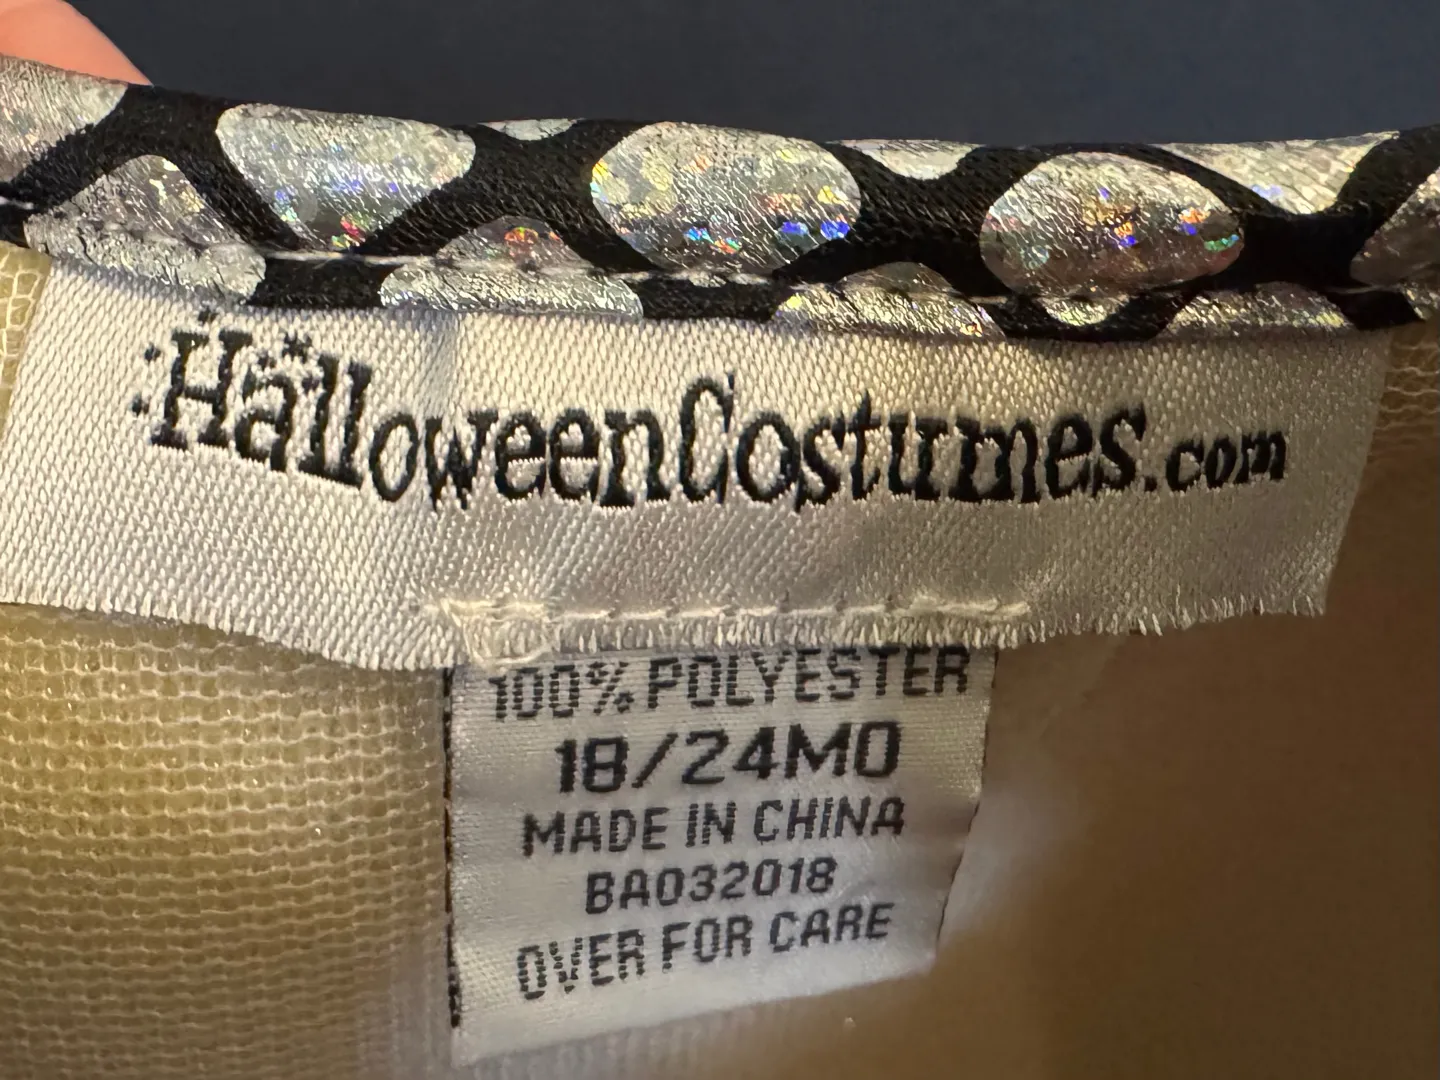 HalloweenCostumes.com
100% POLYESTER
18/24MO
MADE IN CHINA
BA032018
OVER FOR CARE